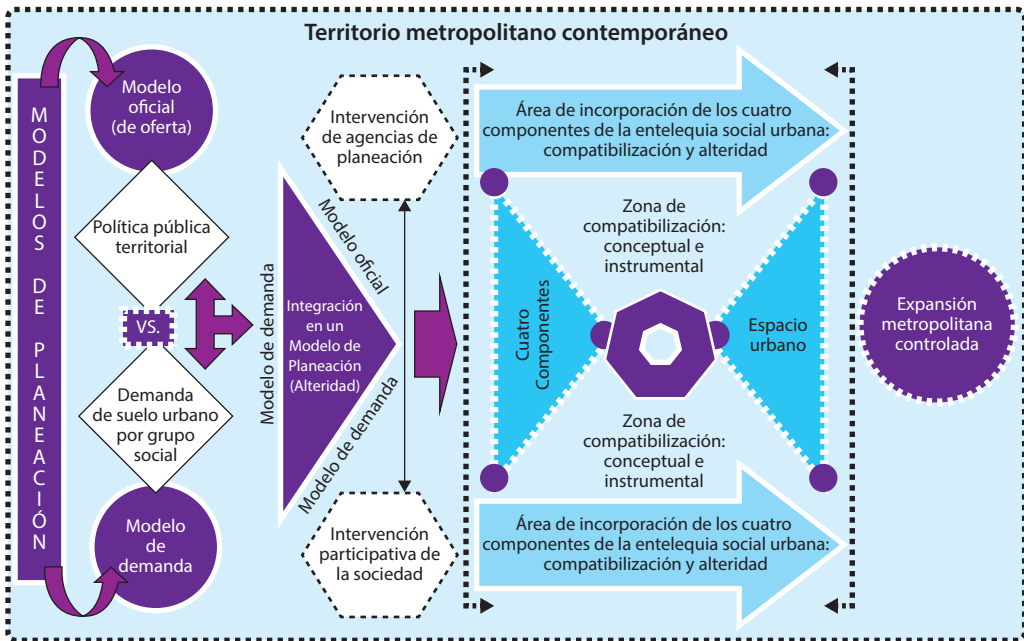 Territorio metropolitano contemporáneo
MODELOS DE PLANEACIÓN
Modelo
oficial
(de oferta)
Política pública
territorial
VS.
Demanda
de suelo urbano
por grupo
social
Modelo
de
demanda
Modelo de demanda
Integración
en un
Modelo de
Planeación
(Alteridad)
Modelo oficial
Modelo de demanda
Intervención
de agencias de
planeación
Intervención
participativa de
la sociedad
Área de incorporación de los cuatro
componentes de la entelequia social urbana:
compatibilización y alteridad
Zona de
compatibilización:
conceptual e
instrumental
Cuatro
Componentes
Espacio
urbano
Zona de
compatibilización:
conceptual e
instrumental
Área de incorporación de los cuatro
componentes de la entelequia social urbana:
compatibilización y alteridad
Expansión
metropolitana
controlada